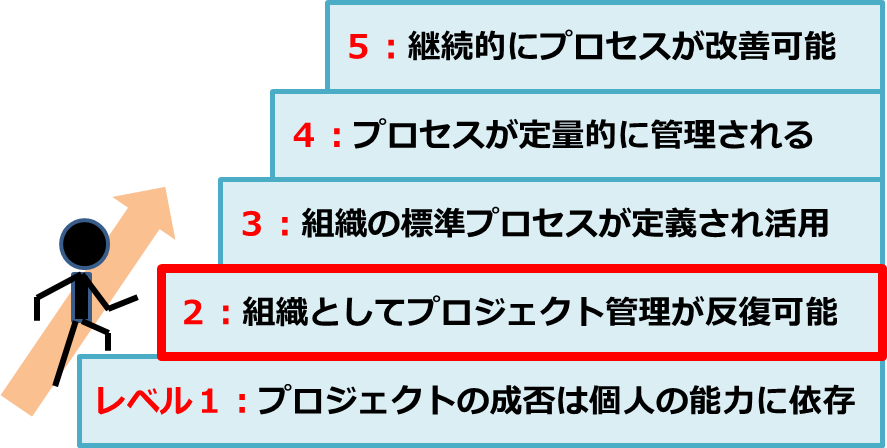 ５：継続的にプロセスが改善可能
４：プロセスが定量的に管理される
３：組織の標準プロセスが定義され活用
２：組織としてプロジェクト管理が反復可能
レベル１：プロジェクトの成否は個人の能力に依存